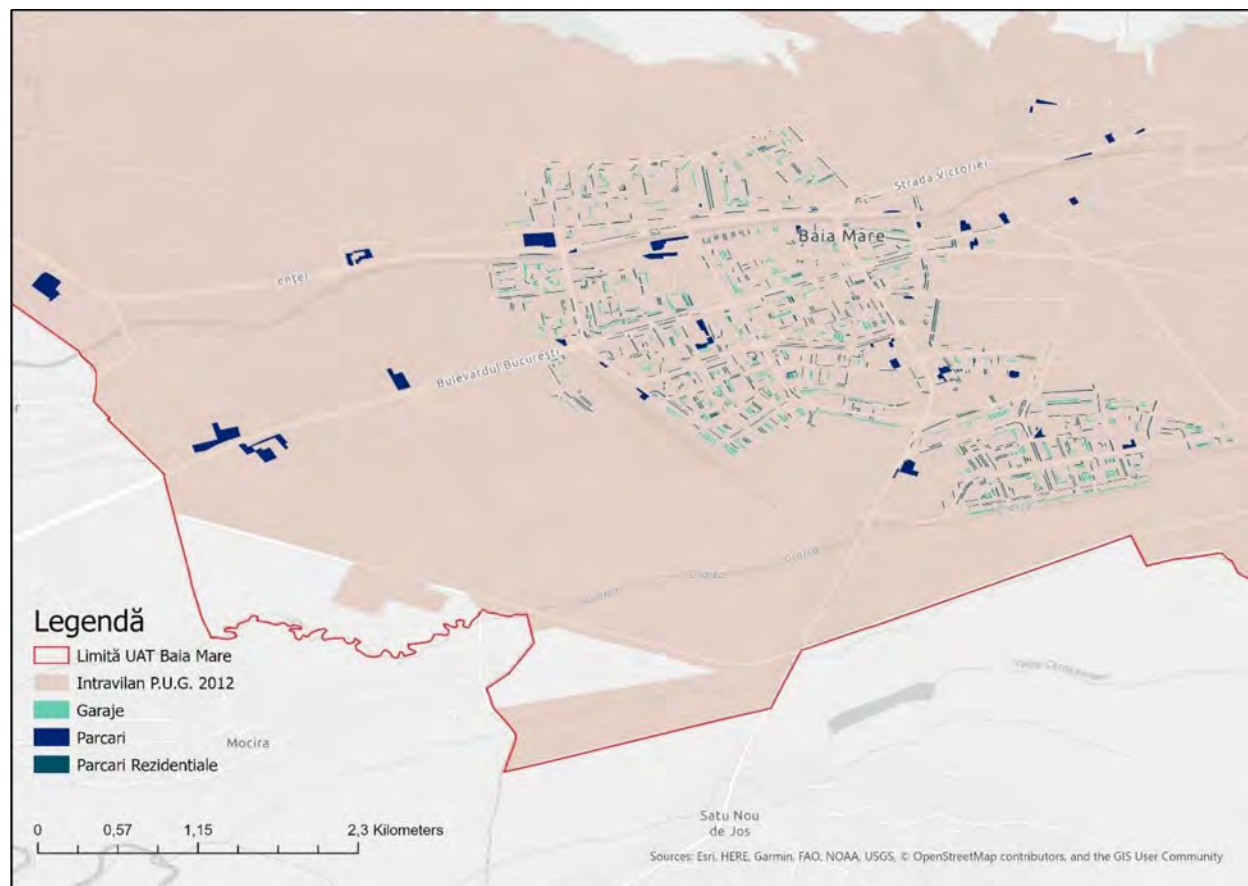 Strada Victoriei
Baia Mare
enței
Bulevardul București
Legendă
Limită UAT Baia Mare
Intravilan P.U.G. 2012
Garaje
Parcari
Parcari Rezidentiale
Mocira
Satu Nou
de Jos
0 0,57 1,15 2,3 Kilometers
Sources: Esri, HERE, Garmin, FAO, NOAA, USGS, © OpenStreetMap contributors, and the GIS User Community